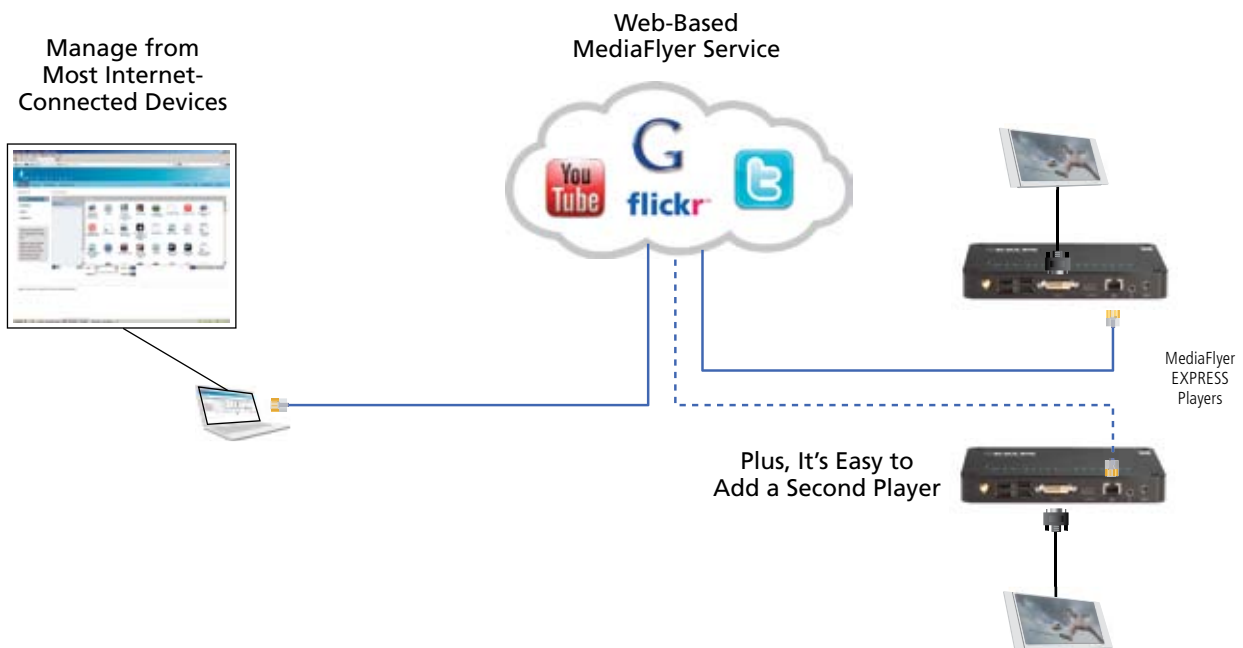 Web-Based
MediaFlyer Service
Manage from
Most Internet-
Connected Devices
G
You
Tube
flickr
MediaFlyer
EXPRESS
Players
Plus, It's Easy to
Add a Second Player